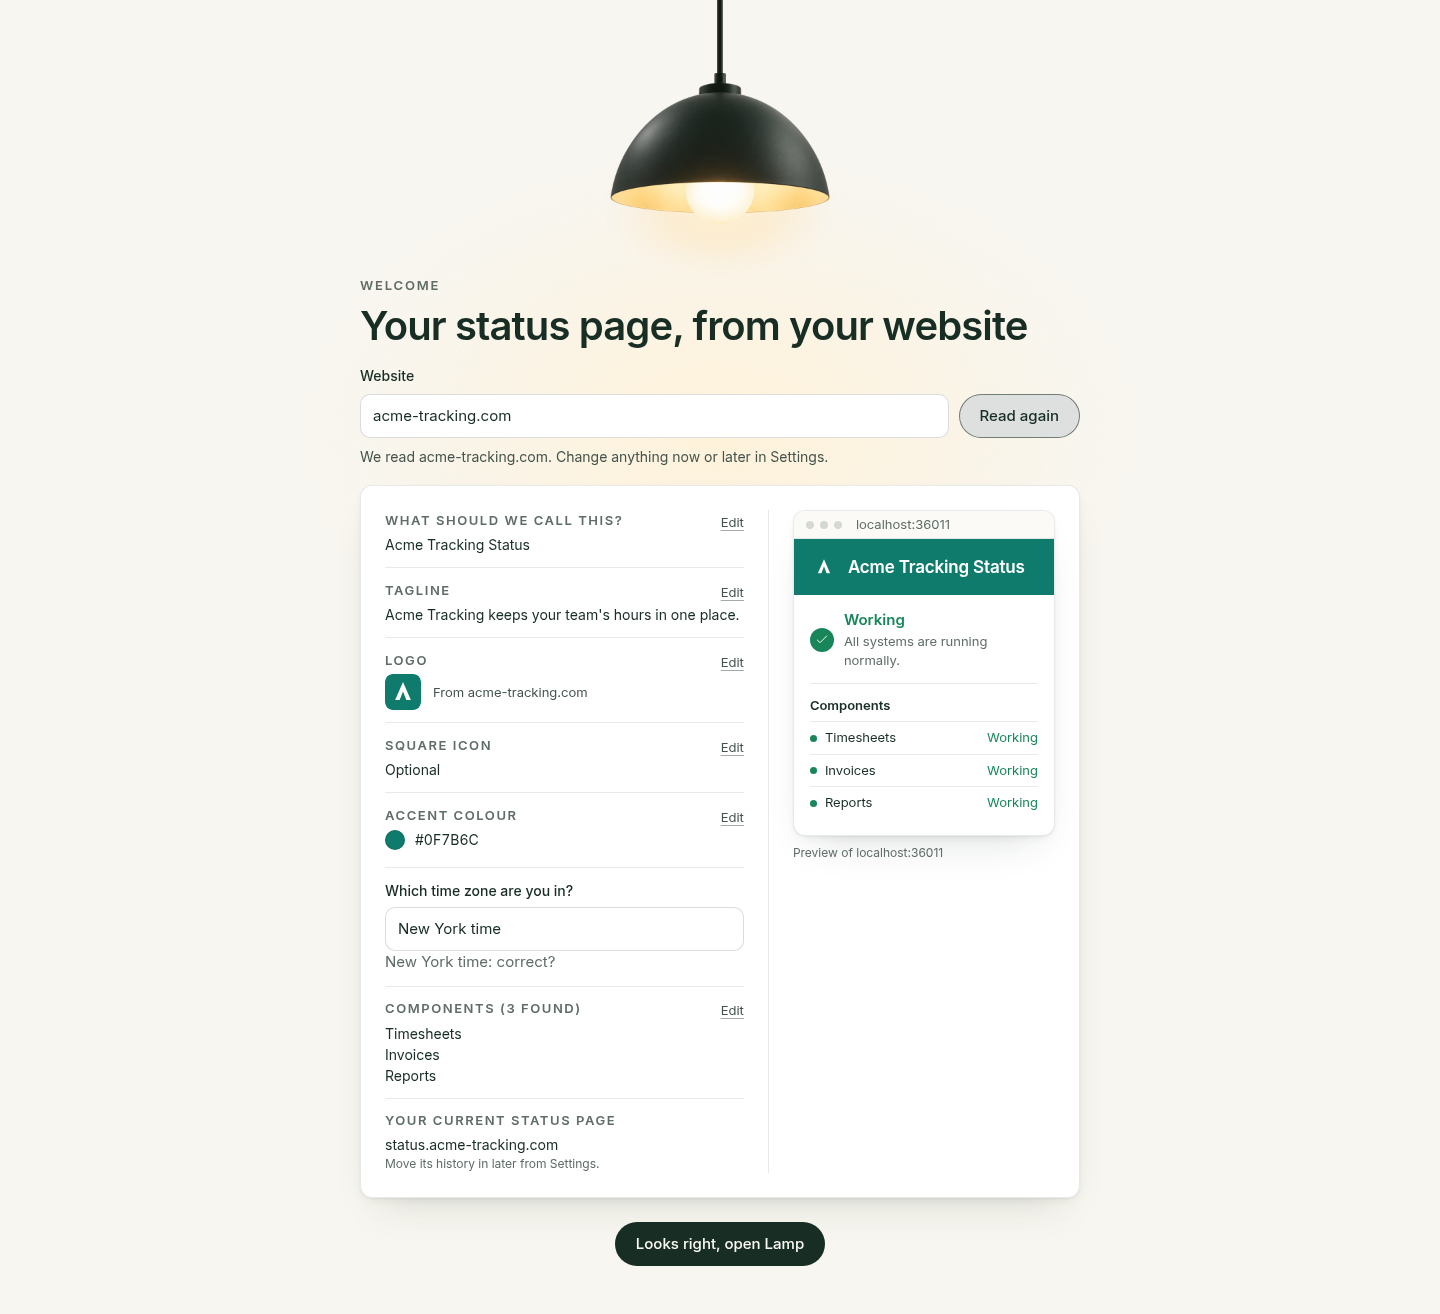 WELCOME
Your status page, from your website
Website
acme-tracking.com
Read again
We read acme-tracking.com. Change anything now or later in Settings.
WHAT SHOULD WE CALL THIS?
Edit
Acme Tracking Status
TAGLINE
Edit
Acme Tracking keeps your team's hours in one place.
LOGO
Edit
From acme-tracking.com
SQUARE ICON
Edit
Optional
ACCENT COLOUR
Edit
#0F7B6C
Which time zone are you in?
New York time
New York time: correct?
COMPONENTS (3 FOUND)
Edit
Timesheets
Invoices
Reports
YOUR CURRENT STATUS PAGE
status.acme-tracking.com
Move its history in later from Settings.
localhost:36011
Acme Tracking Status
Working
All systems are running
normally.
Components
Timesheets Working
Invoices Working
Reports Working
Preview of localhost:36011
Looks right, open Lamp